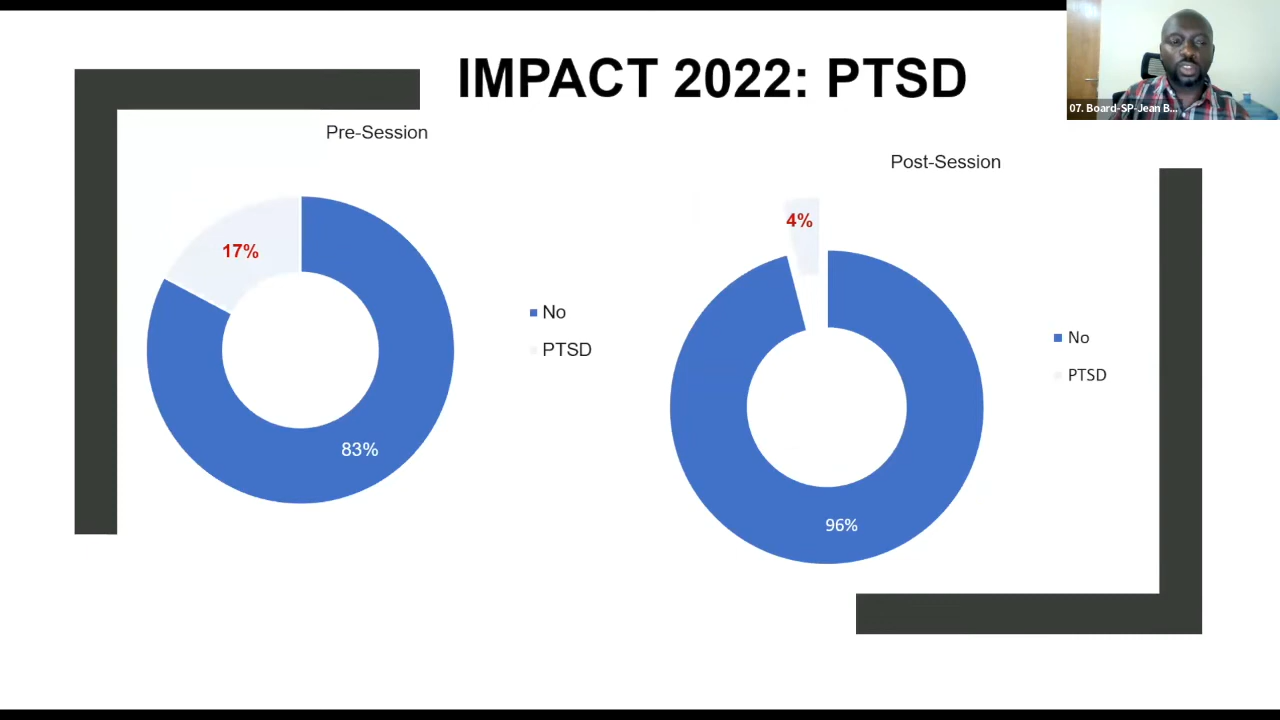 IMPACT 2022: PTSD
07. Board-SP-Jean B...
Pre-Session
17%
83%
No
PTSD
Post-Session
4%
96%
No
PTSD